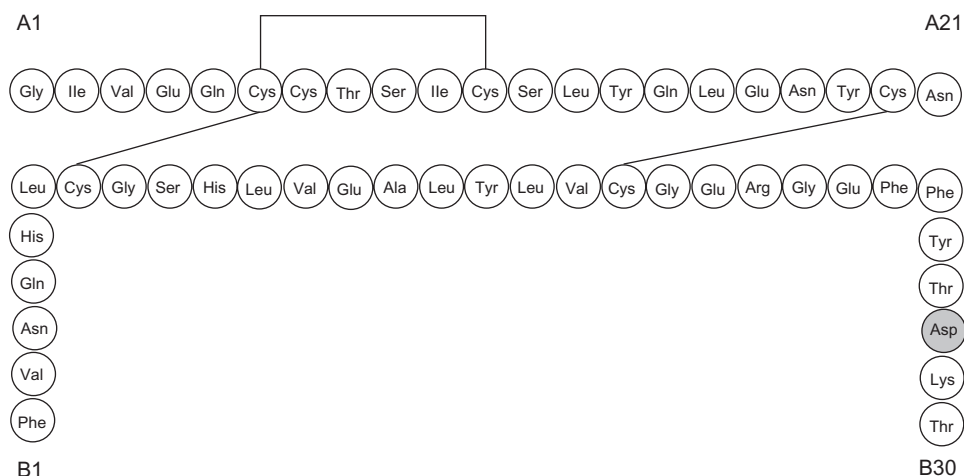 A1 A21
Gly Ile Val Glu Gln Cys Cys Thr Ser Ile Cys Ser Leu Tyr Gln Leu Glu Asn Tyr Cys Asn
Leu Cys Gly Ser His Leu Val Glu Ala Leu Tyr Leu Val Cys Gly Glu Arg Gly Glu Phe Phe
His Tyr
Gln Thr
Asn Asp
Val Lys
Phe Thr
B1 B30